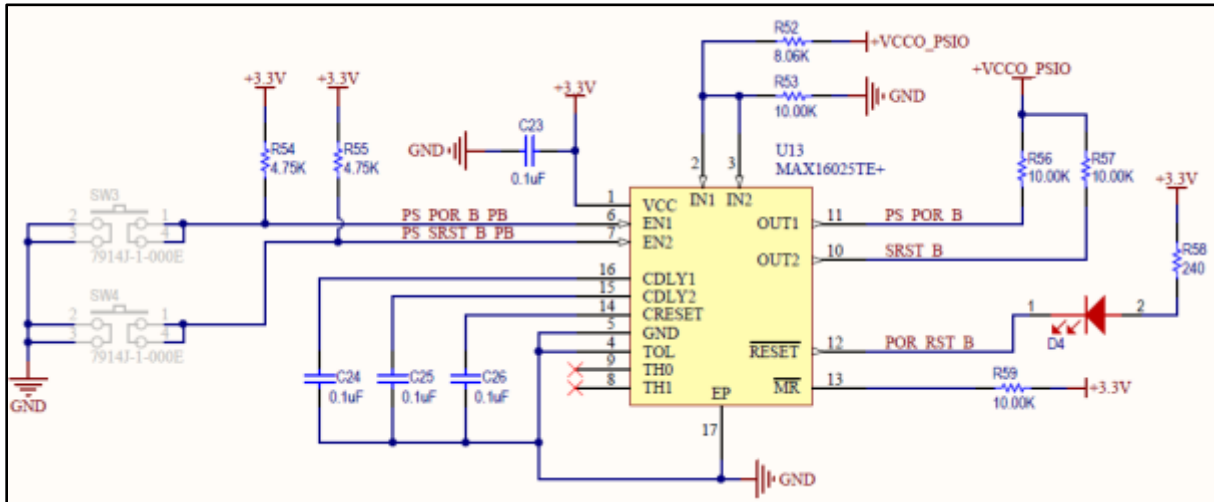 R52
8.06K
+VCCO_PSIO
R53
10.00K
GND
+3.3V
+3.3V
R54
4.75K
R55
4.75K
+3.3V
C23
0.1uF
GND
U13
MAX16025TE+
+VCCO_PSIO
R56
10.00K
R57
10.00K
+3.3V
R58
240
SW3
2
3
1
4
7914J-1-000E
SW4
2
3
1
4
7914J-1-000E
GND
PS_POR_B_PB
PS_SRST_B_PB
2
IN1
3
IN2
1
VCC
6
EN1
7
EN2
16
CDLY1
15
CDLY2
14
CRESET
5
GND
4
TOL
9
TH0
8
TH1
EP
17
GND
OUT1
11
PS_POR_B
OUT2
10
SRST_B
RESET
12
POR_RST_B
MR
13
1
D4
2
R59
10.00K
+3.3V
C24
0.1uF
C25
0.1uF
C26
0.1uF